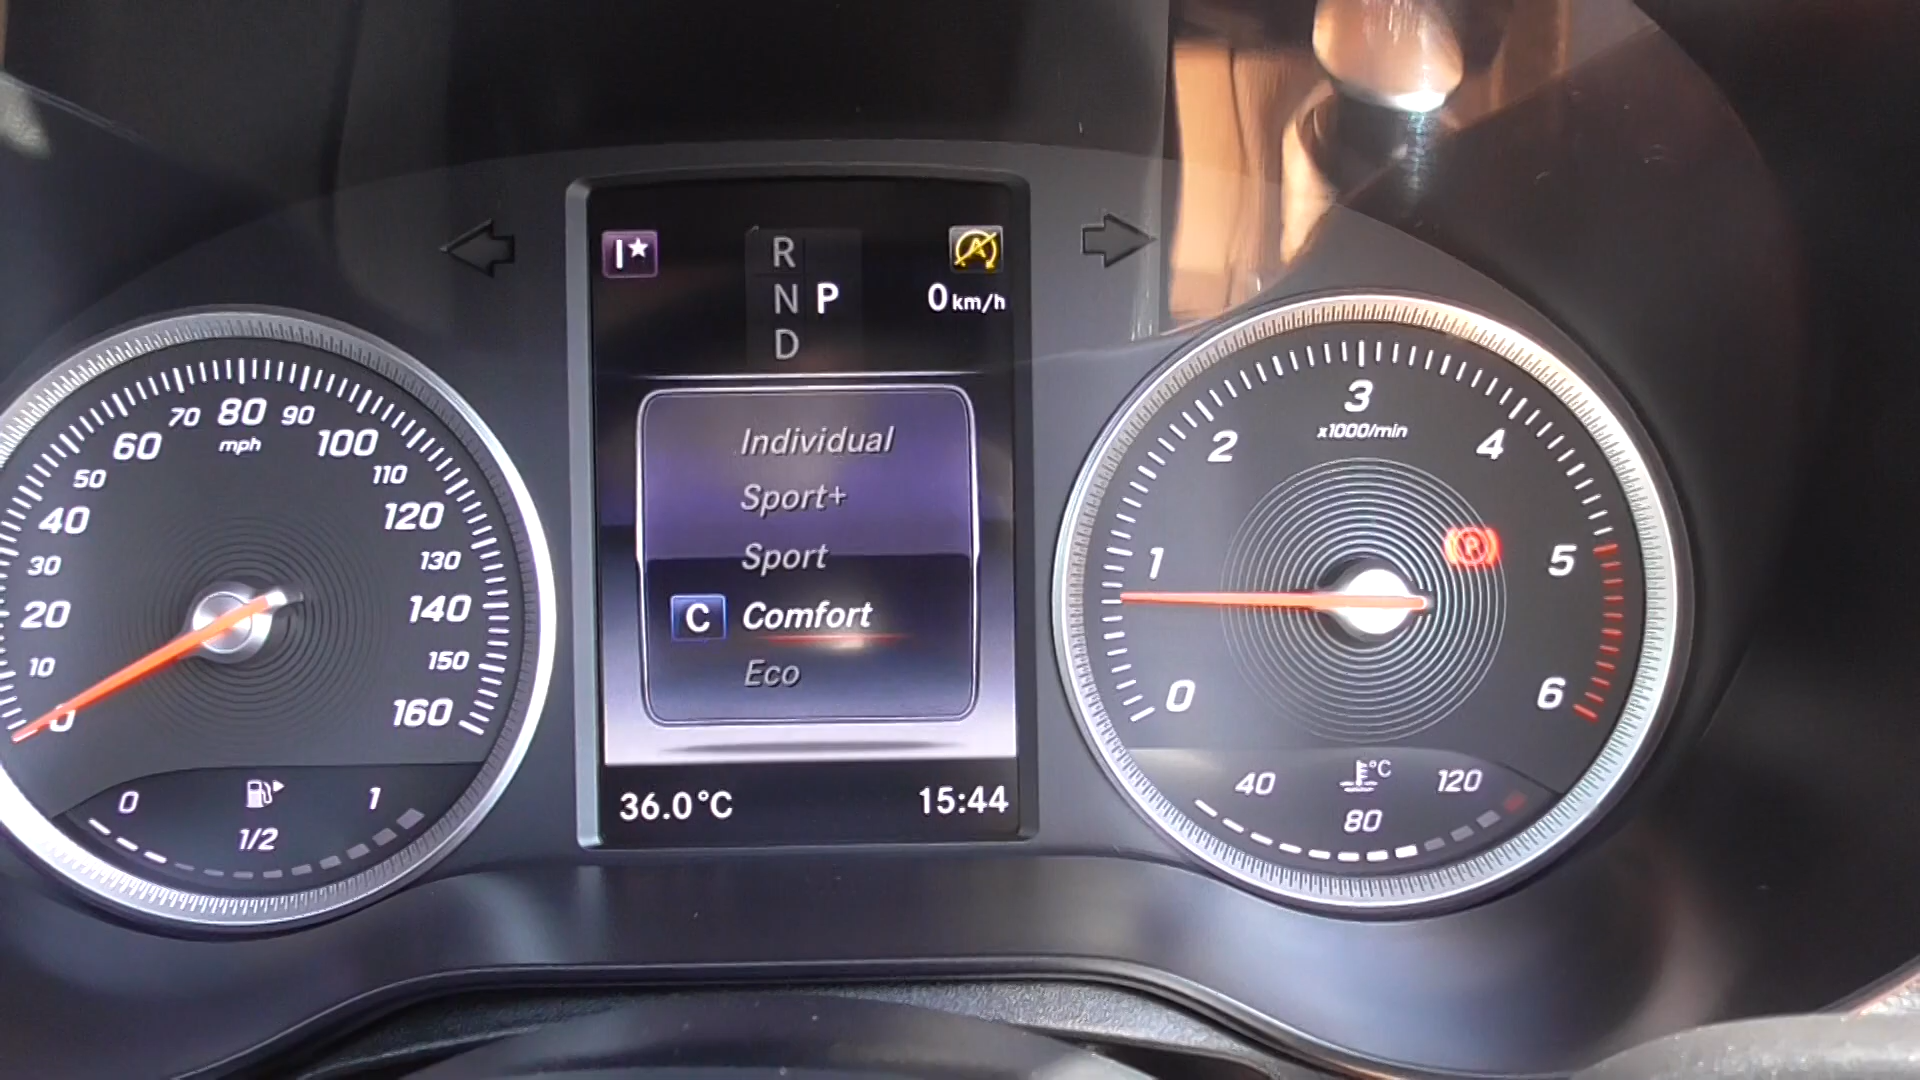 0
10
20
30
40
50
60
70
80
90
100
110
120
130
140
150
160
mph
0
1/2
1
I★
R
N P
D
A
0 km/h
Individual
Sport+
Sport
C Comfort
Eco
36.0°C
15:44
0
1
2
3
4
5
6
x1000/min
P
40
80
120
°C